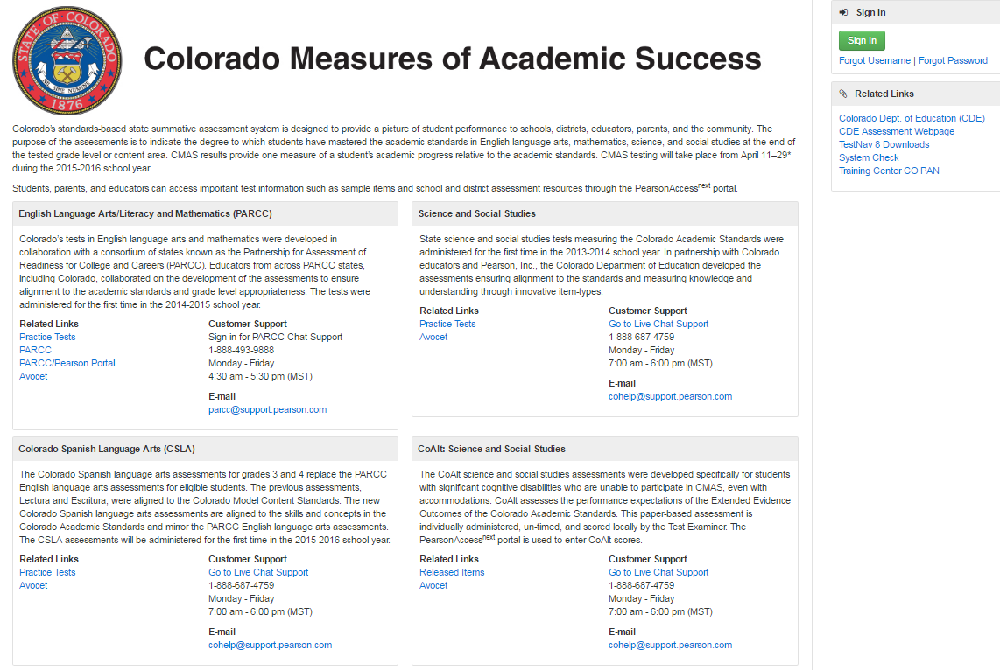 STATE OF COLORADO
NIL SINE NUMINE
1876
Colorado Measures of Academic Success
Colorado's standards-based state summative assessment system is designed to provide a picture of student performance to schools, districts, educators, parents, and the community. The
purpose of the assessments is to indicate the degree to which students have mastered the academic standards in English language arts, mathematics, science, and social studies at the end of
the tested grade level or content area. CMAS results provide one measure of a student's academic progress relative to the academic standards. CMAS testing will take place from April 11–29*
during the 2015-2016 school year.
Students, parents, and educators can access important test information such as sample items and school and district assessment resources through the PearsonAccessnext portal.
English Language Arts/Literacy and Mathematics (PARCC)
Colorado's tests in English language arts and mathematics were developed in
collaboration with a consortium of states known as the Partnership for Assessment of
Readiness for College and Careers (PARCC). Educators from across PARCC states,
including Colorado, collaborated on the development of the assessments to ensure
alignment to the academic standards and grade level appropriateness. The tests were
administered for the first time in the 2014-2015 school year.
Related Links
Practice Tests
PARCC
PARCC/Pearson Portal
Avocet
Customer Support
Sign in for PARCC Chat Support
1-888-493-9888
Monday - Friday
4:30 am - 5:30 pm (MST)
E-mail
parcc@support.pearson.com
Science and Social Studies
State science and social studies tests measuring the Colorado Academic Standards were
administered for the first time in the 2013-2014 school year. In partnership with Colorado
educators and Pearson, Inc., the Colorado Department of Education developed the
assessments ensuring alignment to the standards and measuring knowledge and
understanding through innovative item-types.
Related Links
Practice Tests
Avocet
Customer Support
Go to Live Chat Support
1-888-687-4759
Monday - Friday
7:00 am - 6:00 pm (MST)
E-mail
cohelp@support.pearson.com
Colorado Spanish Language Arts (CSLA)
The Colorado Spanish language arts assessments for grades 3 and 4 replace the PARCC
English language arts assessments for eligible students. The previous assessments,
Lectura and Escritura, were aligned to the Colorado Model Content Standards. The new
Colorado Spanish language arts assessments are aligned to the skills and concepts in the
Colorado Academic Standards and mirror the PARCC English language arts assessments.
The CSLA assessments will be administered for the first time in the 2015-2016 school year.
Related Links
Practice Tests
Avocet
Customer Support
Go to Live Chat Support
1-888-687-4759
Monday - Friday
7:00 am - 6:00 pm (MST)
E-mail
cohelp@support.pearson.com
CoAlt: Science and Social Studies
The CoAlt science and social studies assessments were developed specifically for students
with significant cognitive disabilities who are unable to participate in CMAS, even with
accommodations. CoAlt assesses the performance expectations of the Extended Evidence
Outcomes of the Colorado Academic Standards. This paper-based assessment is
individually administered, un-timed, and scored locally by the Test Examiner. The
PearsonAccessnext portal is used to enter CoAlt scores.
Related Links
Released Items
Avocet
Customer Support
Go to Live Chat Support
1-888-687-4759
Monday - Friday
7:00 am - 6:00 pm (MST)
E-mail
cohelp@support.pearson.com
Sign In
Sign In
Forgot Username | Forgot Password
Related Links
Colorado Dept. of Education (CDE)
CDE Assessment Webpage
TestNav 8 Downloads
System Check
Training Center CO PAN